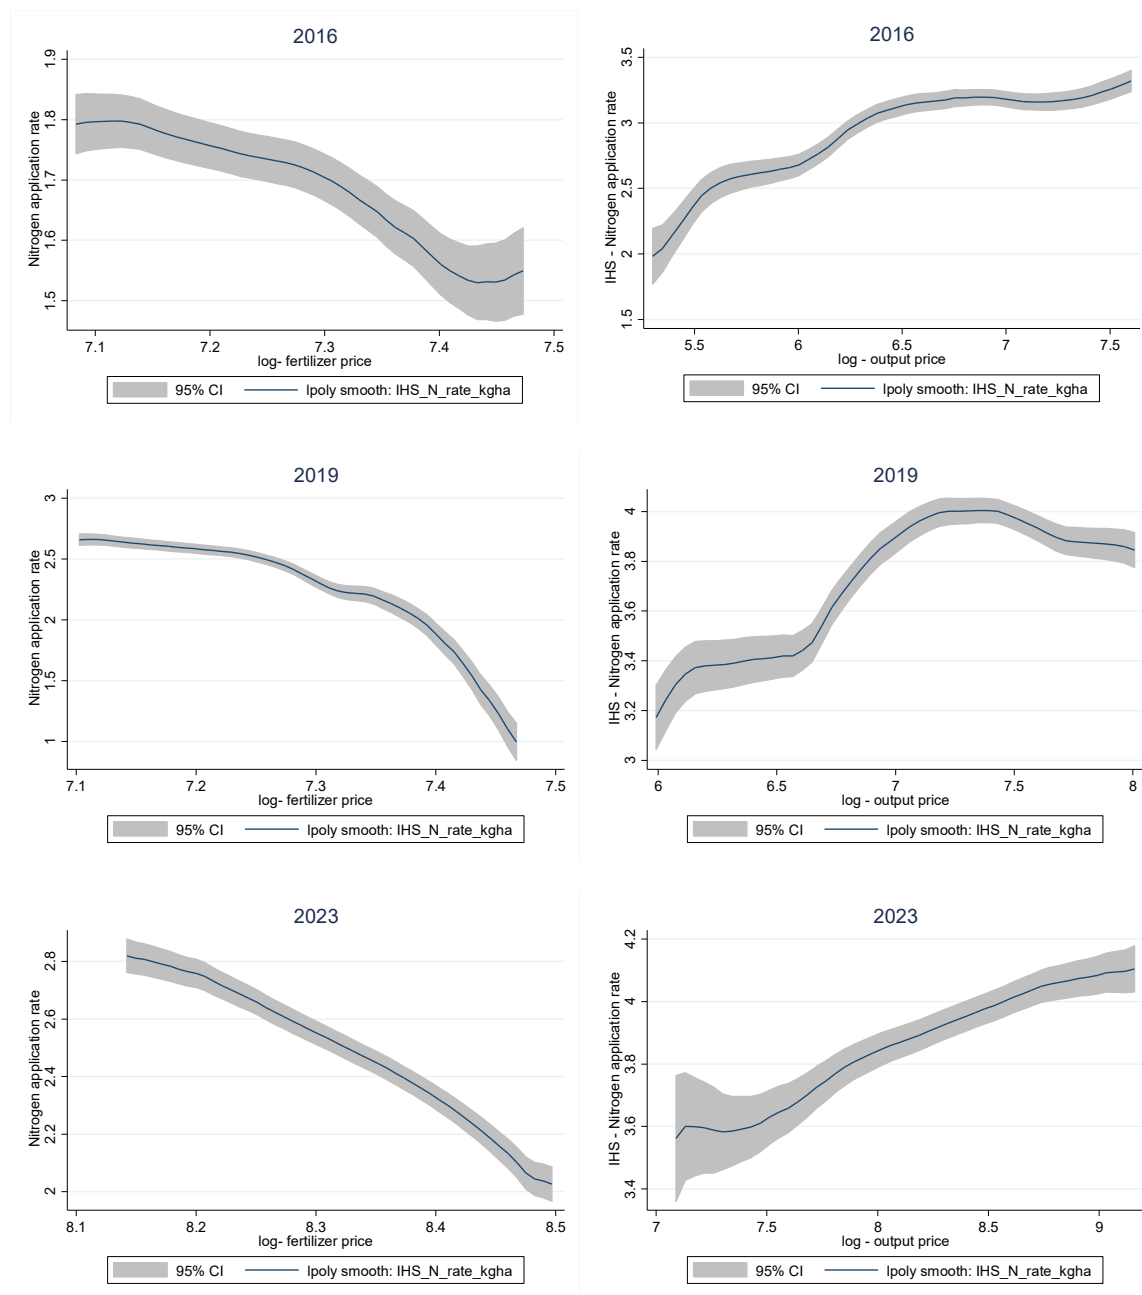 2016
Nitrogen application rate
1.9
1.8
1.7
1.6
1.5
7.1 7.2 7.3 7.4 7.5
log- fertilizer price
95% CI lpoly smooth: IHS_N_rate_kgha
2016
IHS - Nitrogen application rate
3.5
3
2.5
2
1.5
5.5 6 6.5 7 7.5
log - output price
95% CI lpoly smooth: IHS_N_rate_kgha
2019
Nitrogen application rate
3
2.5
2
1.5
1
7.1 7.2 7.3 7.4 7.5
log- fertilizer price
95% CI lpoly smooth: IHS_N_rate_kgha
2019
IHS - Nitrogen application rate
4
3.8
3.6
3.4
3.2
3
6 6.5 7 7.5 8
log - output price
95% CI lpoly smooth: IHS_N_rate_kgha
2023
Nitrogen application rate
2.8
2.6
2.4
2.2
2
8.1 8.2 8.3 8.4 8.5
log- fertilizer price
95% CI lpoly smooth: IHS_N_rate_kgha
2023
IHS - Nitrogen application rate
4.2
4
3.8
3.6
3.4
7 7.5 8 8.5 9
log - output price
95% CI lpoly smooth: IHS_N_rate_kgha